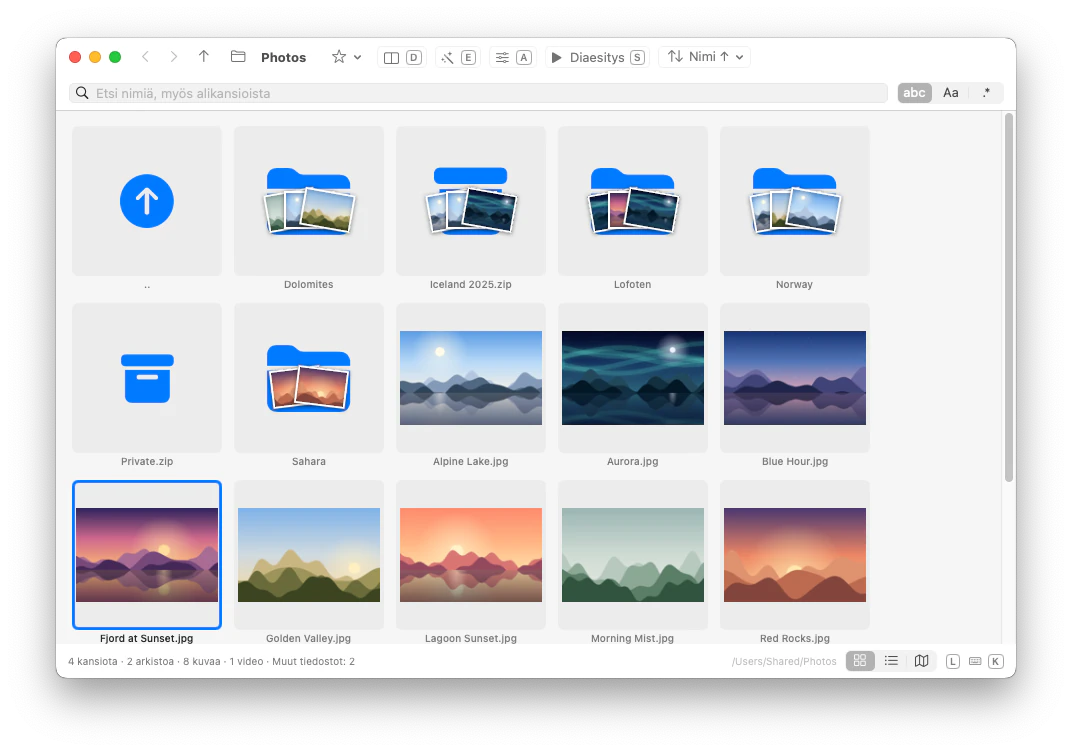 Photos
D
E
A
Diaesitys S
Nimi
Etsi nimiä, myös alikansioista
abc
Aa
.*
..
Dolomites
Iceland 2025.zip
Lofoten
Norway
Private.zip
Sahara
Alpine Lake.jpg
Aurora.jpg
Blue Hour.jpg
Fjord at Sunset.jpg
Golden Valley.jpg
Lagoon Sunset.jpg
Morning Mist.jpg
Red Rocks.jpg
4 kansiota · 2 arkistoa · 8 kuvaa · 1 video · Muut tiedostot: 2
/Users/Shared/Photos
L
K